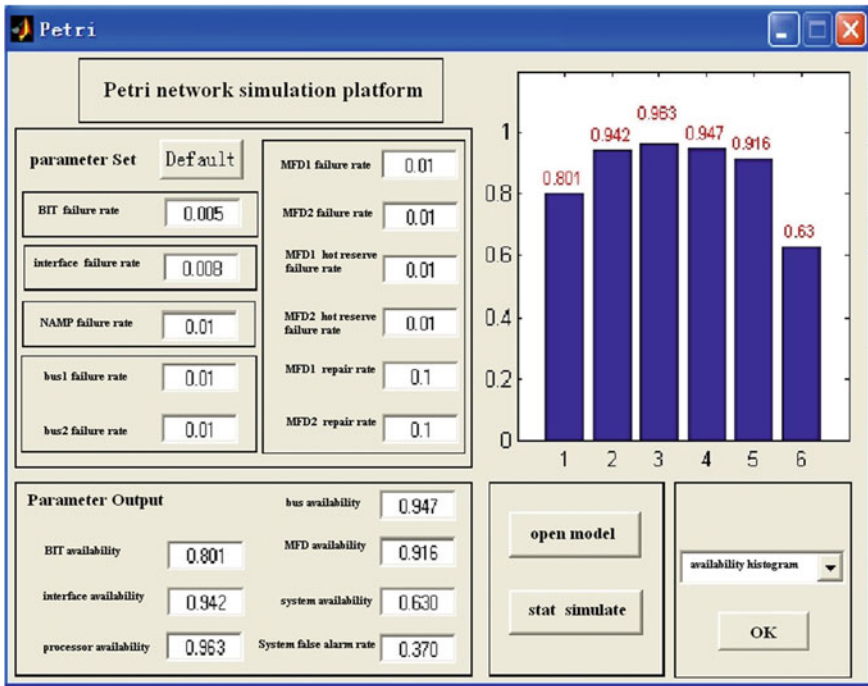 Petri
Petri network simulation platform
parameter Set Default
BIT failure rate 0.005
interface failure rate 0.008
NAMP failure rate 0.01
bus1 failure rate 0.01
bus2 failure rate 0.01
MFD1 failure rate 0.01
MFD2 failure rate 0.01
MFD1 hot reserve
failure rate 0.01
MFD2 hot reserve
failure rate 0.01
MFD1 repair rate 0.1
MFD2 repair rate 0.1
0.801
0.942
0.963
0.947
0.916
0.63
1
0.8
0.6
0.4
0.2
0
1 2 3 4 5 6
Parameter Output
BIT availability 0.801
interface availability 0.942
processor availability 0.963
bus availability 0.947
MFD availability 0.916
system availability 0.630
System false alarm rate 0.370
open model
stat simulate
availability histogram
OK